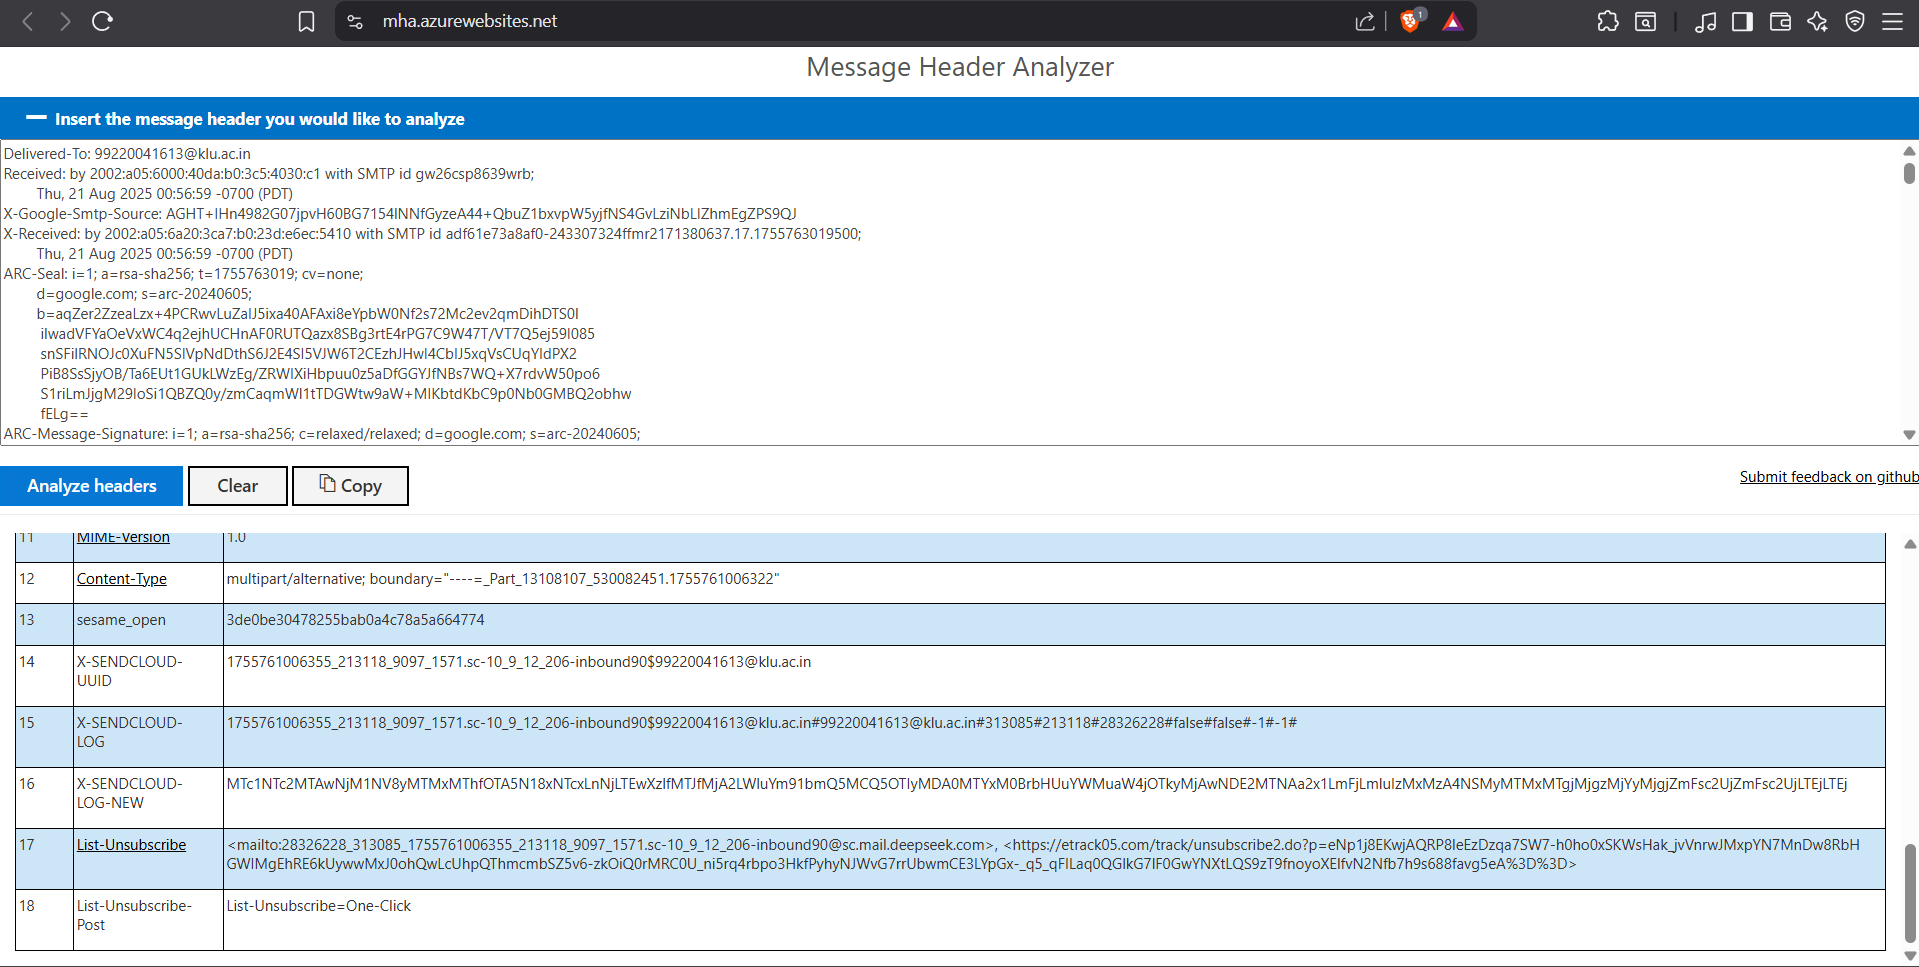 mha.azurewebsites.net
1
Message Header Analyzer
Insert the message header you would like to analyze
Delivered-To: 99220041613@klu.ac.in
Received: by 2002:a05:6000:40da:b0:3c5:4030:c1 with SMTP id gw26csp8639wrb;
Thu, 21 Aug 2025 00:56:59 -0700 (PDT)
X-Google-Smtp-Source: AGHT+IHn4982G07jpvH60BG7154INNfGyzeA44+QbuZ1bxvpW5yjfNS4GvLziNbLIZhmEgZPS9QJ
X-Received: by 2002:a05:6a20:3ca7:b0:23d:e6ec:5410 with SMTP id adf61e73a8af0-243307324ffmr2171380637.17.1755763019500;
Thu, 21 Aug 2025 00:56:59 -0700 (PDT)
ARC-Seal: i=1; a=rsa-sha256; t=1755763019; cv=none;
d=google.com; s=arc-20240605;
b=aqZer2ZzeaLzx+4PCRwvLuZalJ5ixa40AFAxi8eYpbW0Nf2s72Mc2ev2qmDihDTS0I
ilwadVFYaOeVxWC4q2ejhUCHnAF0RUTQazx8SBg3rtE4rPG7C9W47T/VT7Q5ej59I085
snSFilRNOJc0XuFN5SlVpNdDthS6J2E4SI5VJW6T2CEzhJHwI4CbIJ5xqVsCUqYIdPX2
PiB8SsSjyOB/Ta6EUt1GUkLWzEg/ZRWIXiHbpuu0z5aDfGGYJfNBs7WQ+X7rdvW50po6
S1riLmJjgM29IoSi1QBZQ0y/zmCaqmWI1tTDGWtw9aW+MIKbtdKbC9p0Nb0GMBQ2obhw
fELg==
ARC-Message-Signature: i=1; a=rsa-sha256; c=relaxed/relaxed; d=google.com; s=arc-20240605;
Analyze headers Clear Copy Submit feedback on github
11 MIME-Version 1.0
12 Content-Type multipart/alternative; boundary="----=_Part_13108107_530082451.1755761006322"
13 sesame_open 3de0be30478255bab0a4c78a5a664774
14 X-SENDCLOUD-UUID 1755761006355_213118_9097_1571.sc-10_9_12_206-inbound90$99220041613@klu.ac.in
15 X-SENDCLOUD-LOG 1755761006355_213118_9097_1571.sc-10_9_12_206-inbound90$99220041613@klu.ac.in#99220041613@klu.ac.in#313085#213118#28326228#false#false#-1#-1#
16 X-SENDCLOUD-LOG-NEW MTc1NTc2MTAwNjM1NV8yMTMxMThfOTA5N18xNTcxLnNjLTEwXzlfMTJfMjA2LWluYm91bmQ5MCQ5OTIyMDA0MTYxM0BrbHUuYWMuaW4jOTkyMjAwNDE2MTNAa2x1LmFjLmluIzMxMzA4NSMyMTMxMTgjMjgzMjYyMjgjZmFsc2UjZmFsc2UjLTEjLTEj
17 List-Unsubscribe <mailto:28326228_313085_1755761006355_213118_9097_1571.sc-10_9_12_206-inbound90@sc.mail.deepseek.com>, <https://etrack05.com/track/unsubscribe2.do?p=eNp1j8EKwjAQRP8leEzDzqa7SW7-h0ho0xSKWsHak_jvVnrwJMxpYN7MnDw8RbH
GWIMgEhRE6kUywwMxJ0ohQwLcUhpQThmcmbSZ5v6-zkOiQ0rMRC0U_ni5rq4rbpo3HkfPyhyNJWvG7rrUbwmCE3LYpGx-_q5_qFILaq0QGIkG7IF0GwYNXtLQS9zT9fnoyoXEIfvN2Nfb7h9s688favg5eA%3D%3D>
18 List-Unsubscribe-Post List-Unsubscribe=One-Click